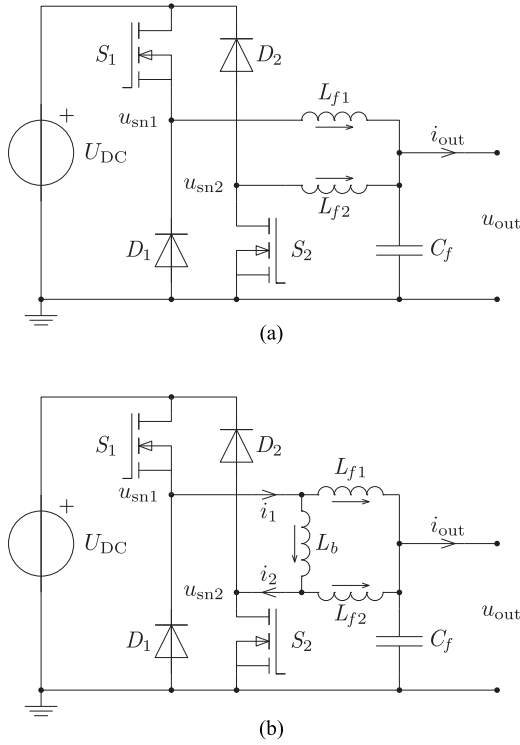 S1
D2
Lf1
usn1
iout
+
UDC
usn2
Lf2
uout
D1
S2
Cf
(a)
S1
D2
usn1
Lf1
+
i1
iout
UDC
Lb
i2
usn2
Lf2
uout
D1
S2
Cf
(b)